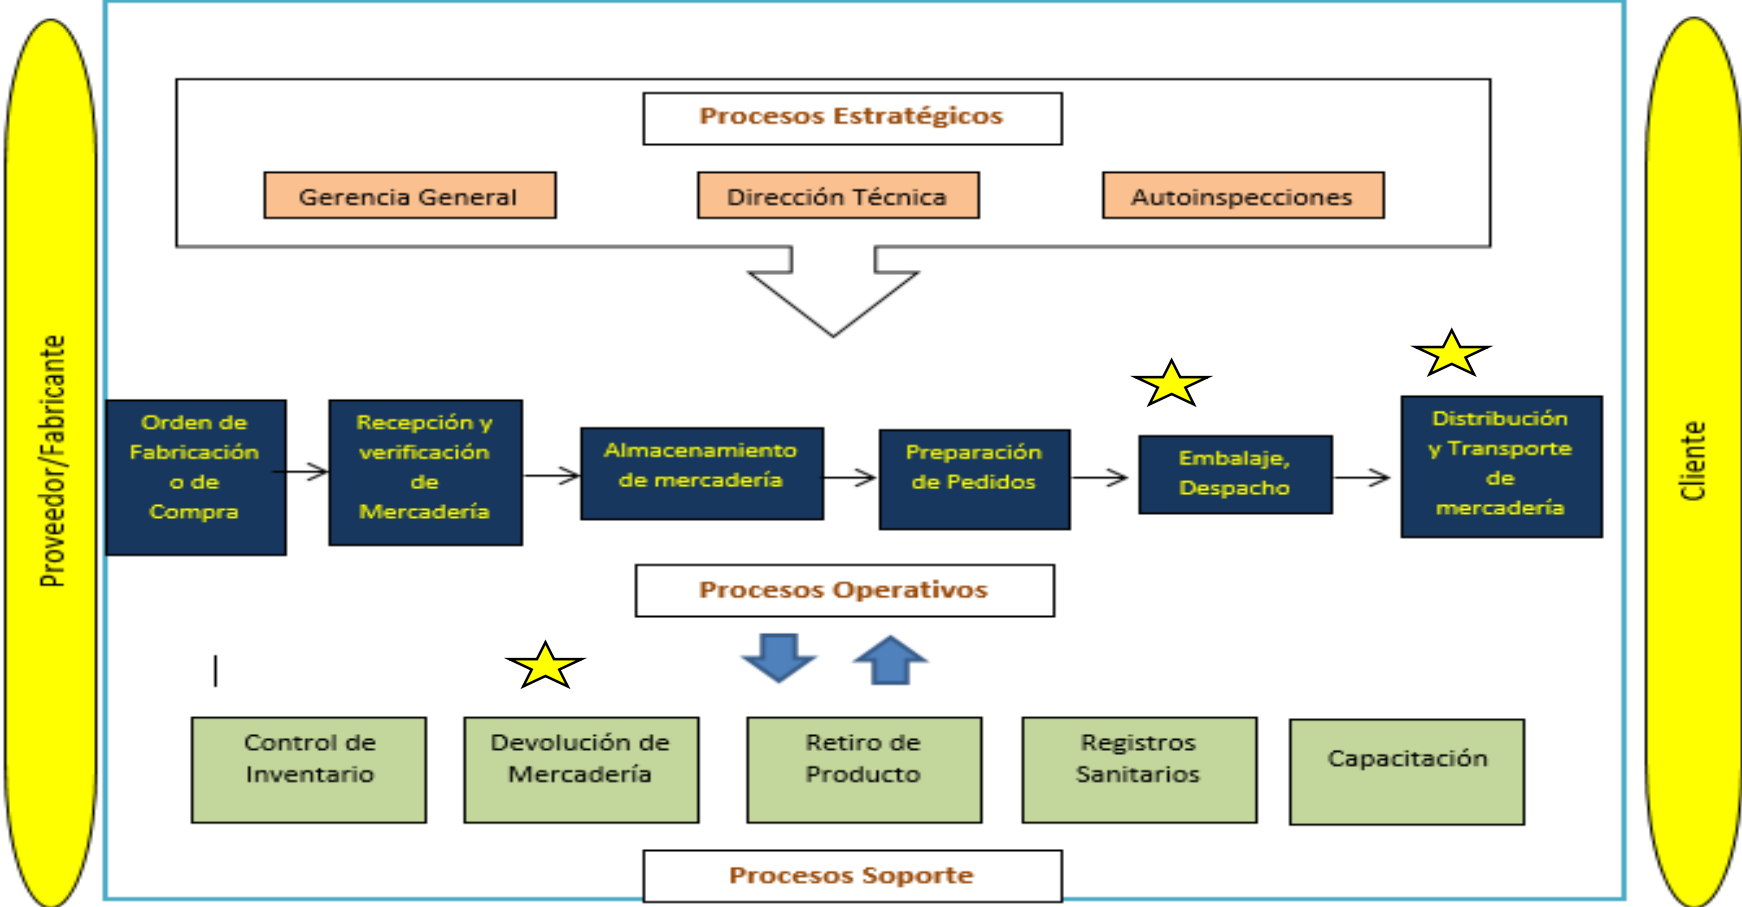 Proveedor/Fabricante
Procesos Estratégicos
Gerencia General
Dirección Técnica
Autoinspecciones
Orden de
Fabricación
o de
Compra
Recepción y
verificación
de
Mercadería
Almacenamiento
de mercadería
Preparación
de Pedidos
Embalaje,
Despacho
Distribución
y Transporte
de
mercadería
Procesos Operativos
Control de
Inventario
Devolución de
Mercadería
Retiro de
Producto
Registros
Sanitarios
Capacitación
Procesos Soporte
Cliente